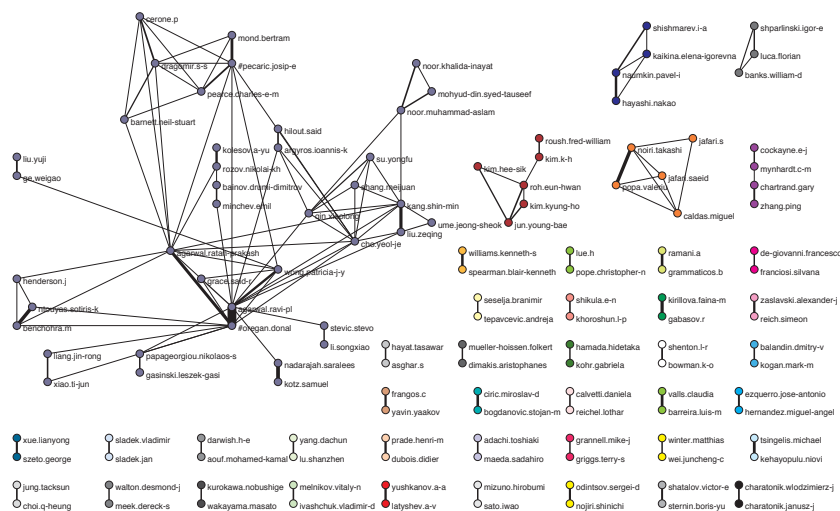 cerone.p
mond.bertram
dragomir.s-s
#pecaric.josip-e
pearce.charles-e-m
barnett.neil-stuart
noor.khalida-inayat
mohyud-din.syed-tauseef
noor.muhammad-aslam
shishmarev.i-a
kaikina.elena-igorevna
naumkin.pavel-i
hayashi.nakao
shparlinski.igor-e
luca.florian
banks.william-d
liu.yuji
ge.weigao
kolesov.a-yu
rozov.nikolai-kh
bainov.drumi-dimitrov
minchev.emil
hilout.said
argyros.ioannis-k
su.yongfu
shang.meijuan
qin.xiaolong
kang.shin-min
ume.jeong-sheok
liu.zeqing
cho.yeol-je
roush.fred-william
kim.k-h
kim.hee-sik
roh.eun-hwan
kim.kyung-ho
jun.young-bae
jafari.s
noiri.takashi
jafari.saeid
popa.valeriu
caldas.miguel
cockayne.e-j
mynhardt.c-m
chartrand.gary
zhang.ping
agarwal.ratan-prakash
wong.patricia-j-y
grace.said-r
henderson.j
ntouyas.sotiris-k
benchohra.m
agarwal.ravi-pl
#oregan.donal
stevic.stevo
li.songxiao
liang.jin-rong
xiao.ti-jun
papageorgiou.nikolaos-s
gasinski.leszek-gasi
nadarajah.saralees
kotz.samuel
williams.kenneth-s
spearman.blair-kenneth
lue.h
pope.christopher-n
ramani.a
grammaticos.b
de-giovanni.francesco
franciosi.silvana
seselja.branimir
tepavcevic.andreja
shikula.e-n
khoroshun.l-p
kirillova.faina-m
gabasov.r
zaslavski.alexander-j
reich.simeon
hayat.tasawar
asghar.s
mueller-hoissen.folkert
dimakis.aristophanes
hamada.hidetaka
kohr.gabriela
shenton.l-r
bowman.k-o
balandin.dmitry-v
kogan.mark-m
frangos.c
yavin.yaakov
ciric.miroslav-d
bogdanovic.stojan-m
calvetti.daniela
reichel.lothar
valls.claudia
barreira.luis-m
ezquerro.jose-antonio
hernandez.miguel-angel
xue.lianyong
szeto.george
sladek.vladimir
sladek.jan
darwish.h-e
aouf.mohamed-kamal
yang.dachun
lu.shanzhen
prade.henri-m
dubois.didier
adachi.toshiaki
maeda.sadahiro
grannell.mike-j
griggs.terry-s
winter.matthias
wei.juncheng-c
tsingelis.michael
kehayopulu.niovi
jung.tacksun
choi.q-heung
walton.desmond-j
meek.dereck-s
kurokawa.nobushige
wakayama.masato
melnikov.vitaly-n
ivashchuk.vladimir-d
yushkanov.a-a
latyshev.a-v
mizuno.hirobumi
sato.iwao
odintsov.sergei-d
nojiri.shinichi
shatalov.victor-e
sternin.boris-yu
charatonik.wlodzimierz-j
charatonik.janusz-j